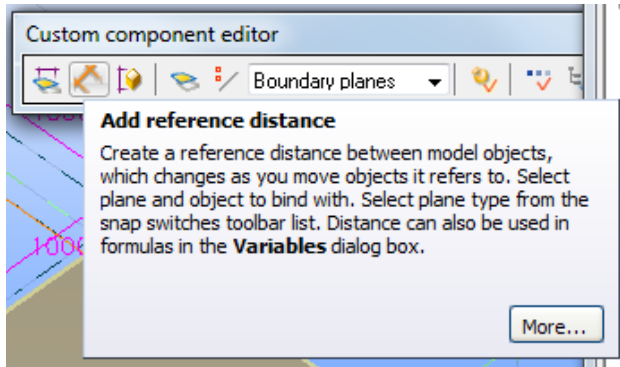 Custom component editor
Boundary planes
Add reference distance
Create a reference distance between model objects,
which changes as you move objects it refers to. Select
plane and object to bind with. Select plane type from the
snap switches toolbar list. Distance can also be used in
formulas in the Variables dialog box.
More...